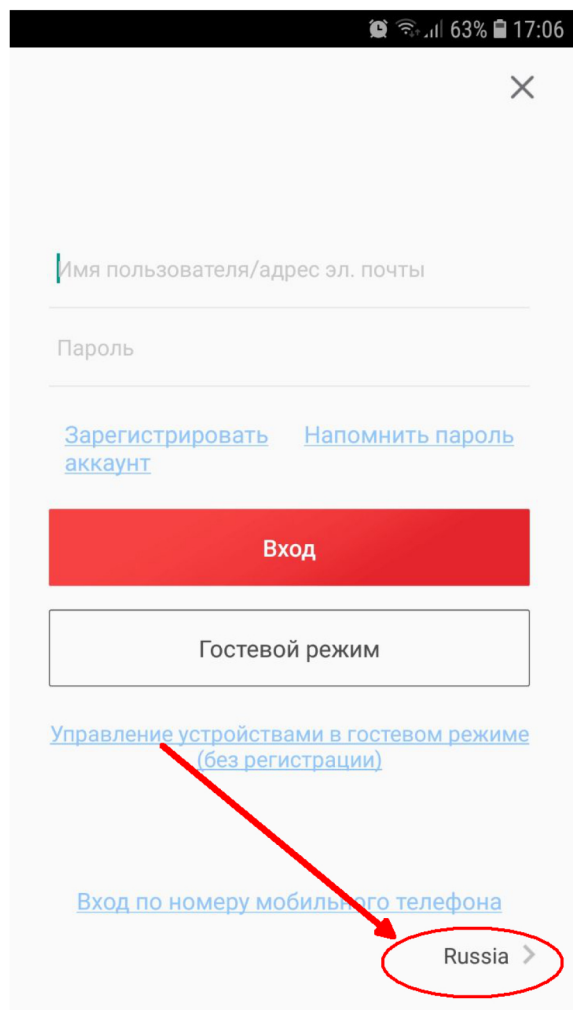 63% 17:06
Имя пользователя/адрес эл. почты
Пароль
Зарегистрировать Напомнить пароль
аккаунт
Вход
Гостевой режим
Управление устройствами в гостевом режиме
(без регистрации)
Вход по номеру мобильного телефона
Russia